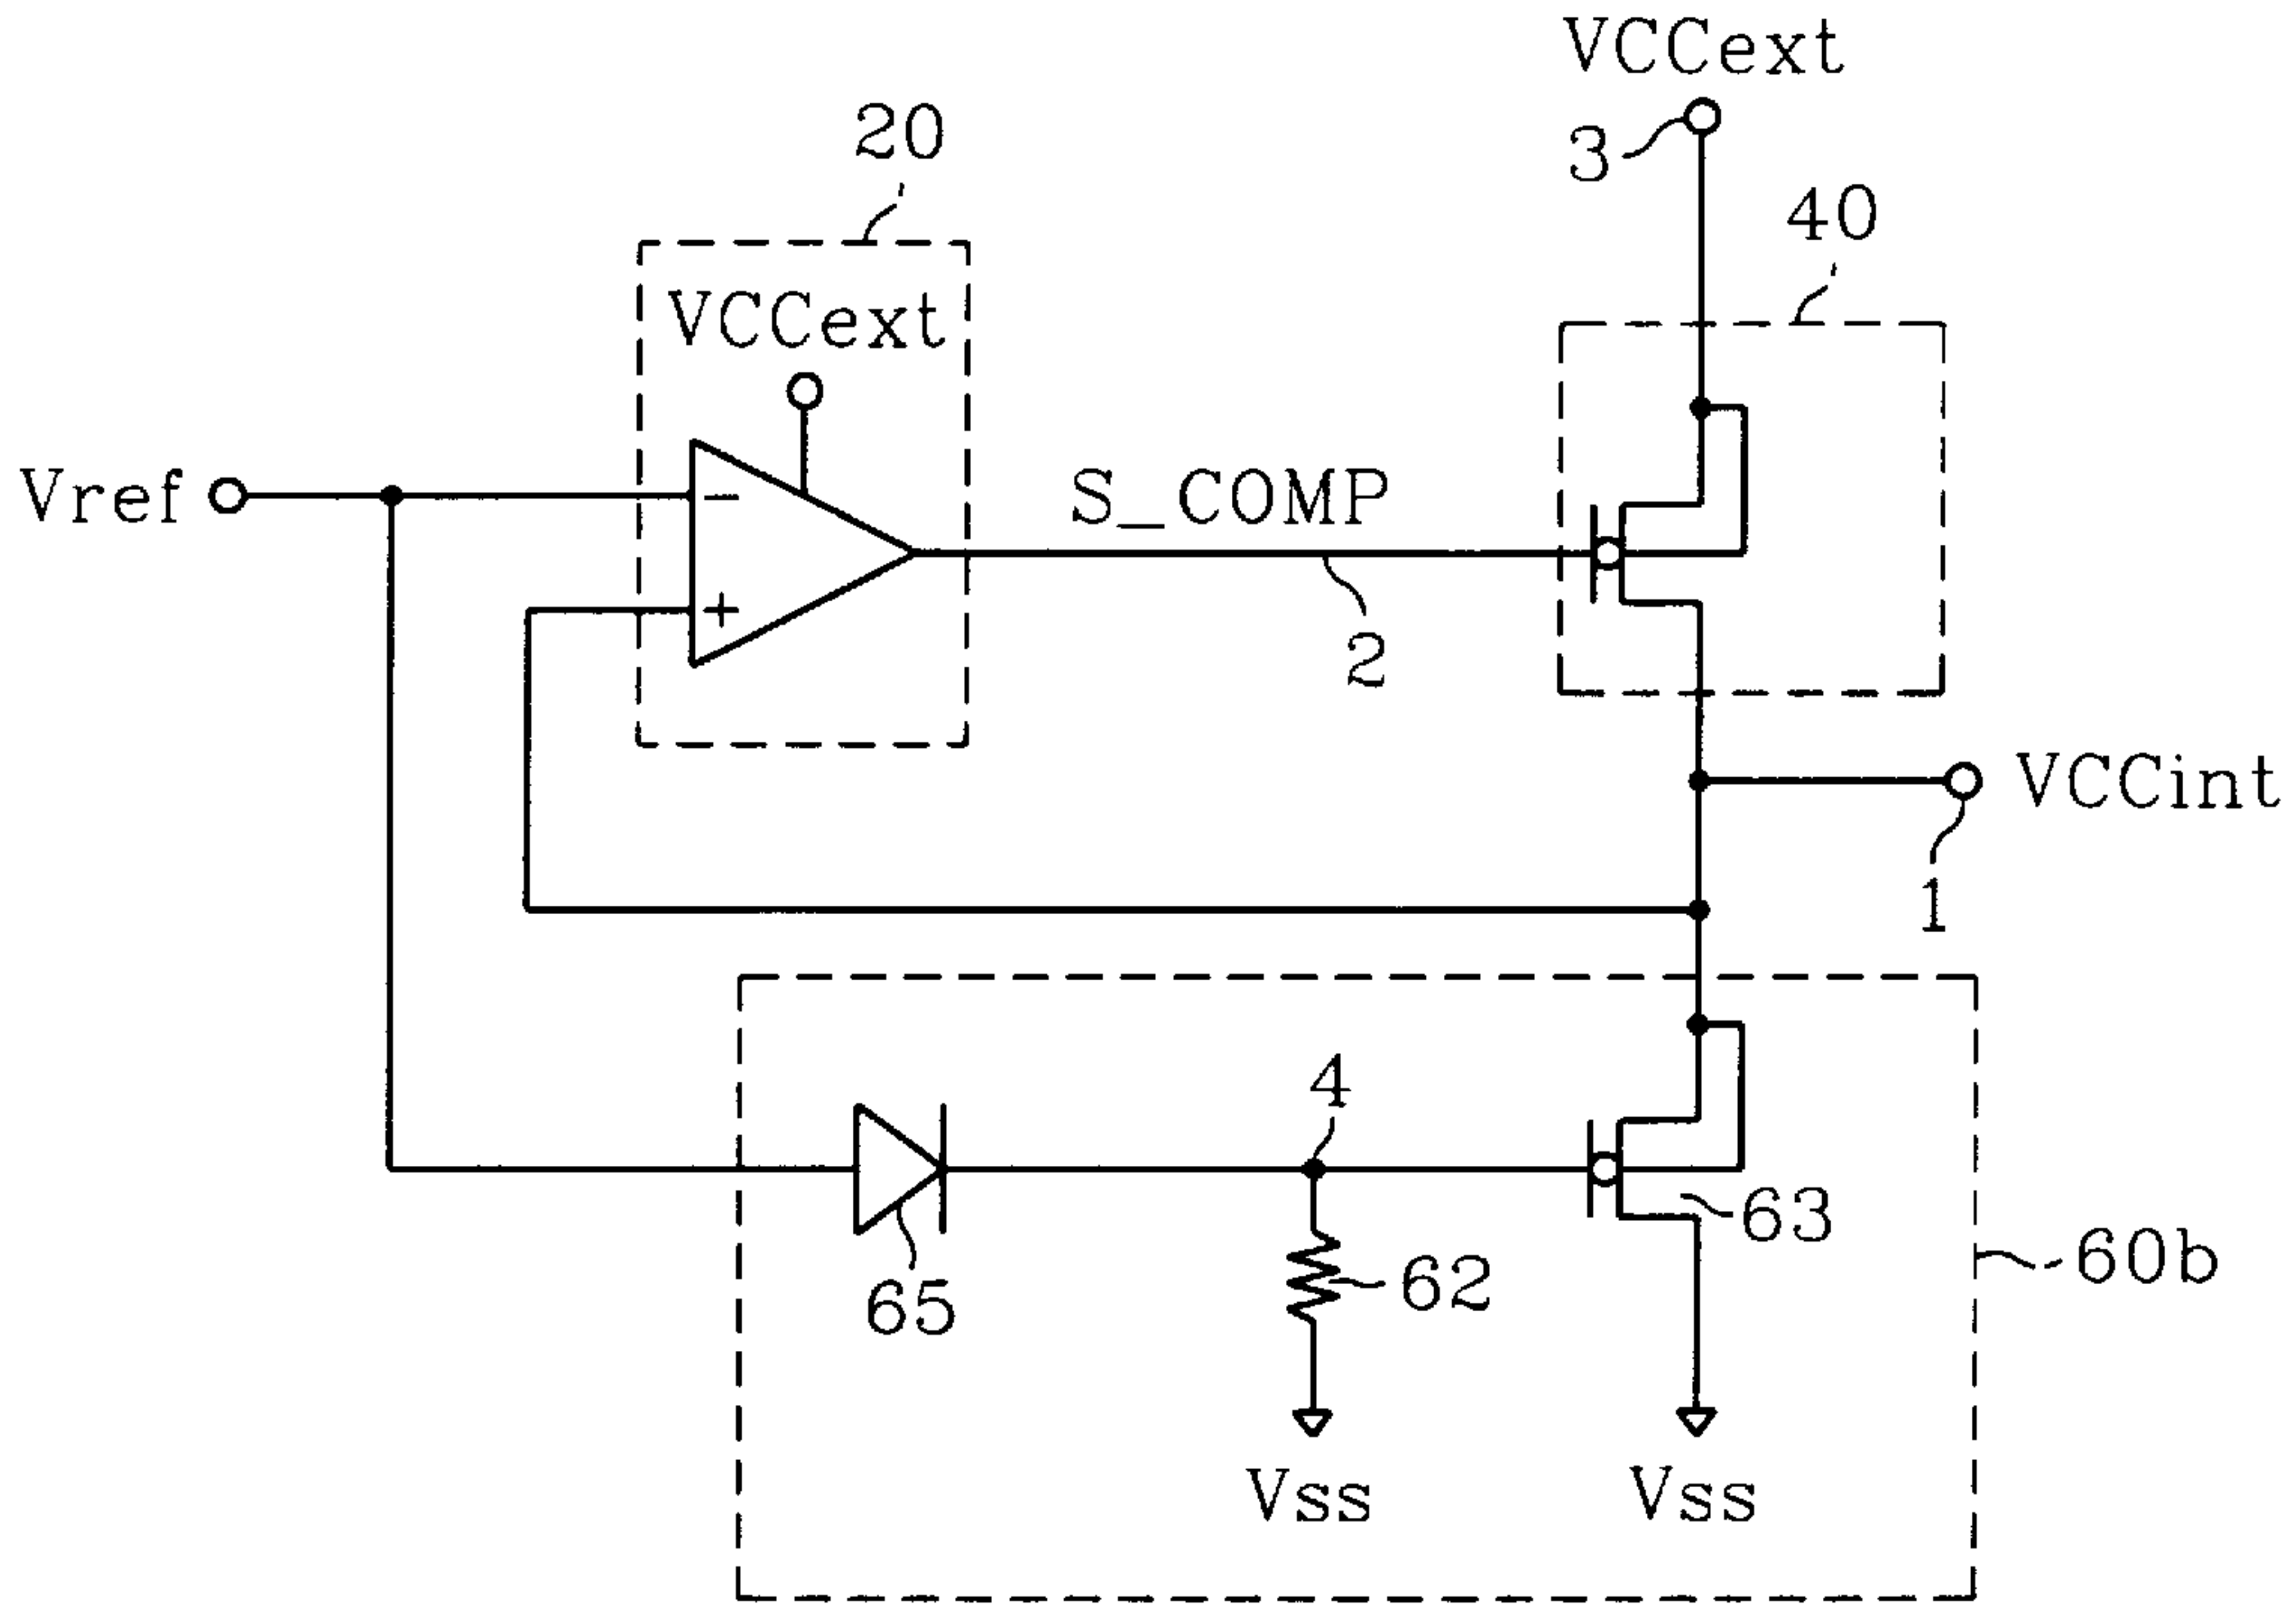 VCCext
3
20
40
VCCext
Vref
−
+
S_COMP
2
VCCint
1
4
65
62
63
60b
Vss
Vss